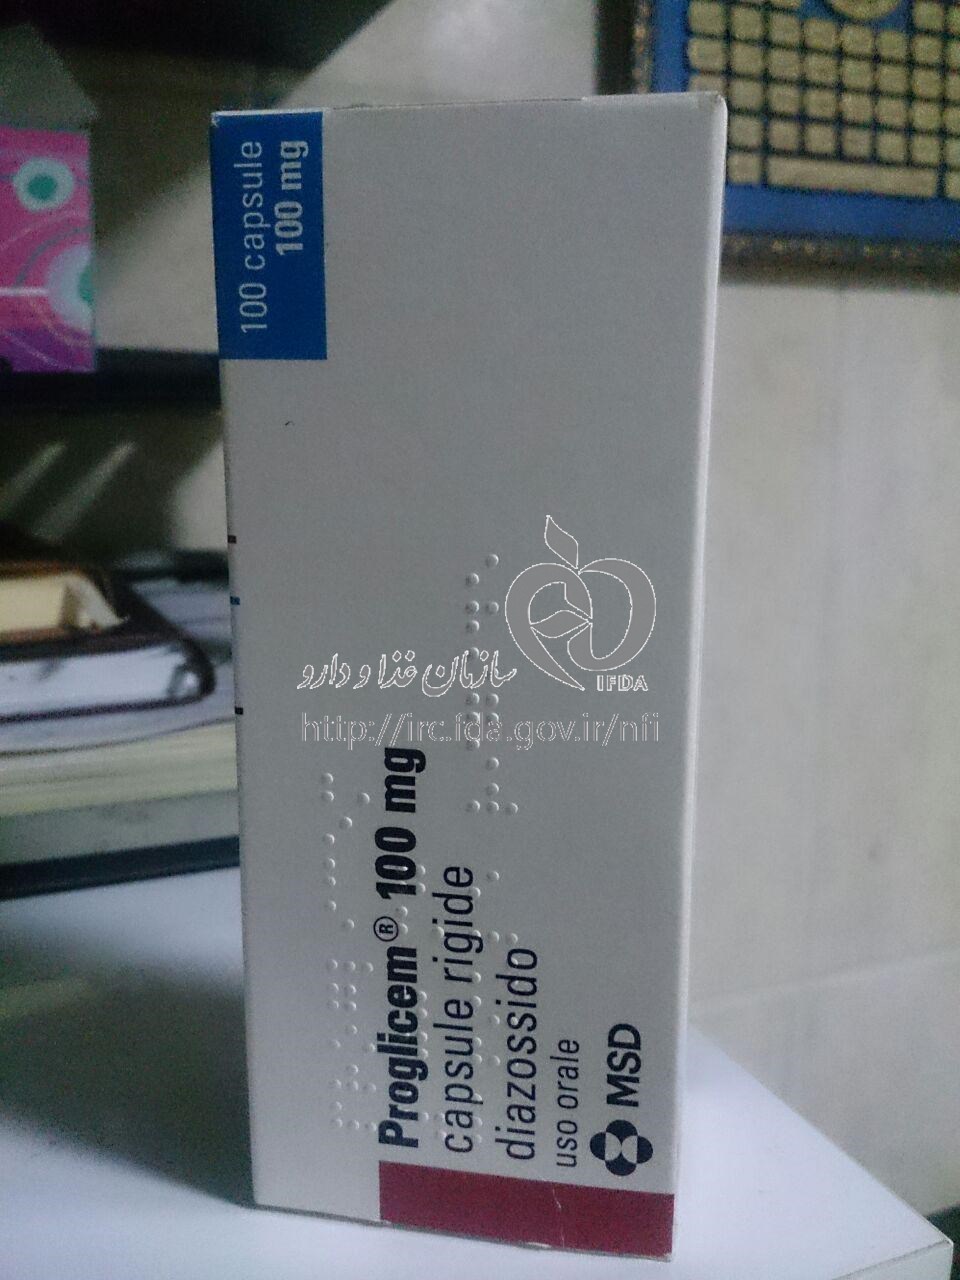 100 capsule
100 mg
Proglicem® 100 mg
capsule rigide
diazossido
uso orale
MSD
IFDA
سازمان غذا و دارو
http://irc.fda.gov.ir/nfi